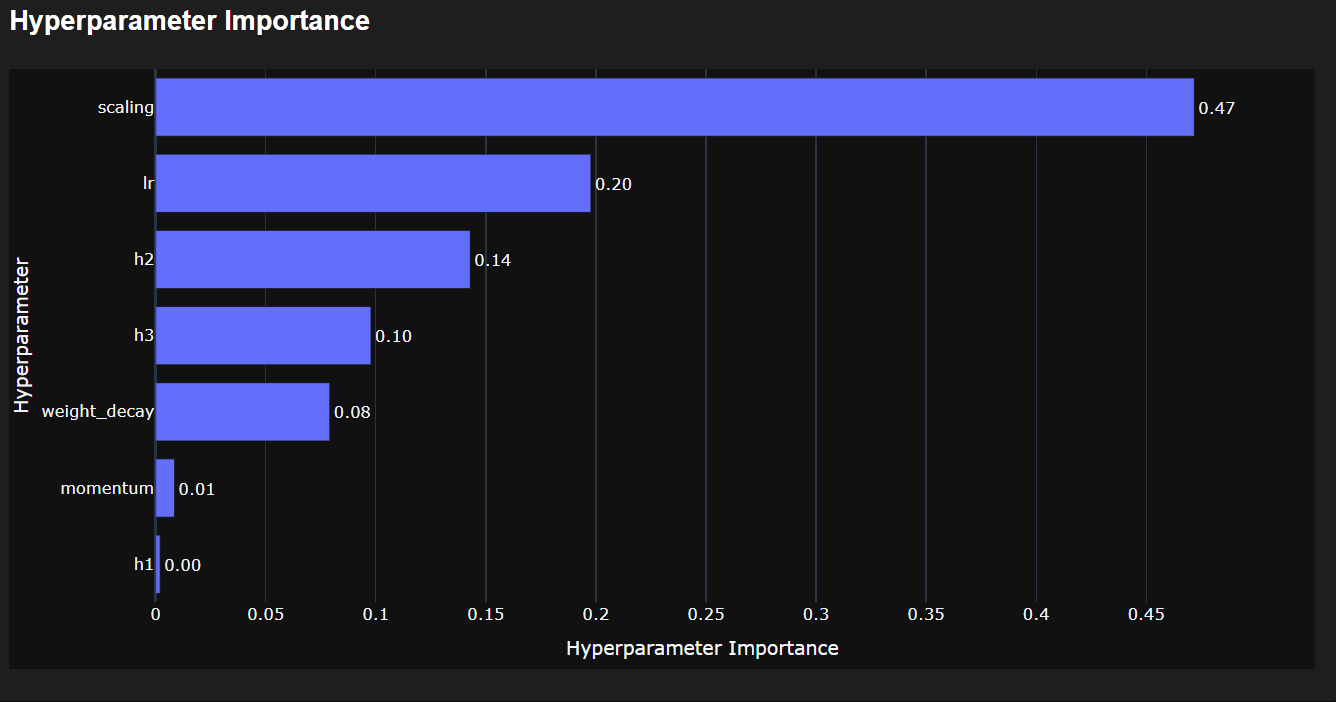 Hyperparameter Importance
scaling
0.47
lr
0.20
h2
0.14
h3
0.10
weight_decay
0.08
momentum
0.01
h1
0.00
0 0.05 0.1 0.15 0.2 0.25 0.3 0.35 0.4 0.45
Hyperparameter Importance
Hyperparameter